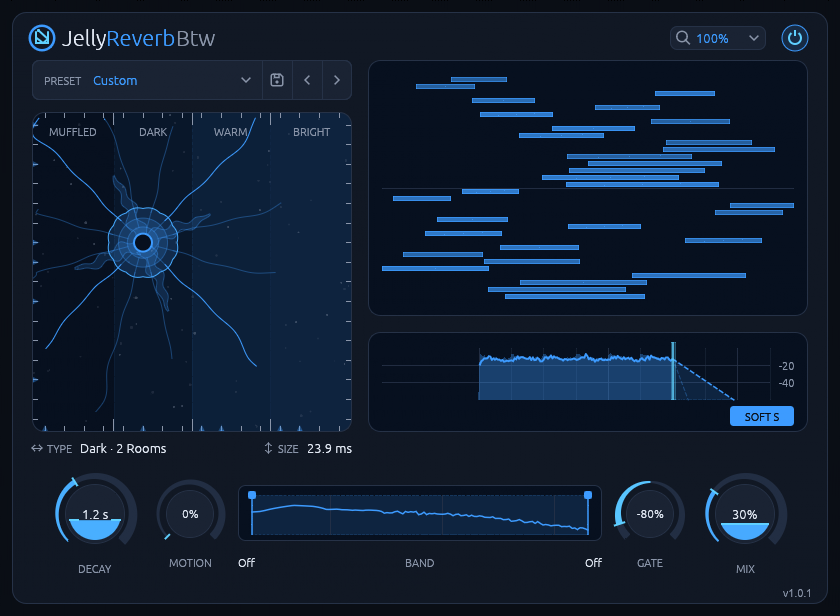 JellyReverbBtw
100%
PRESET Custom
MUFFLED DARK WARM BRIGHT
-20
-40
SOFT S
TYPE Dark · 2 Rooms SIZE 23.9 ms
1.2 s
0%
-80%
30%
DECAY
MOTION
Off
BAND
Off
GATE
MIX
v1.0.1